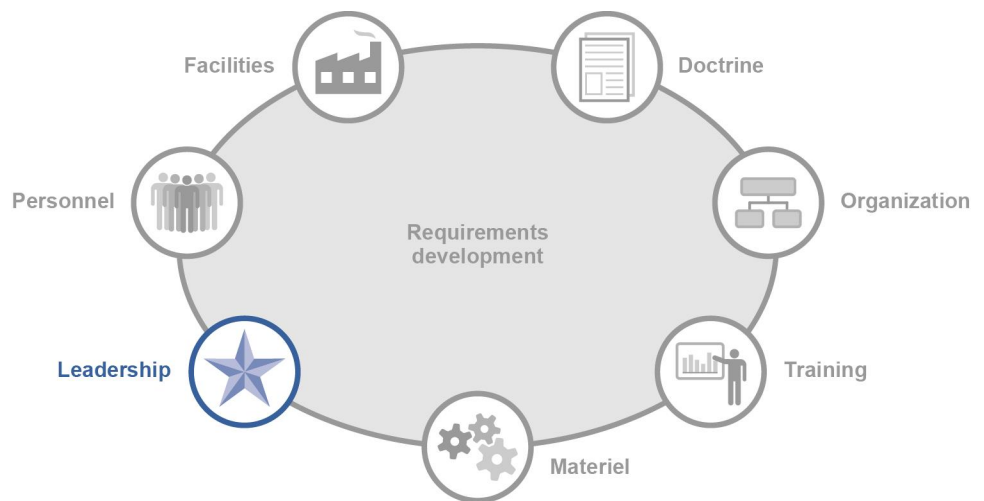 Facilities
Doctrine
Personnel
Organization
Requirements
development
Leadership
Training
Materiel